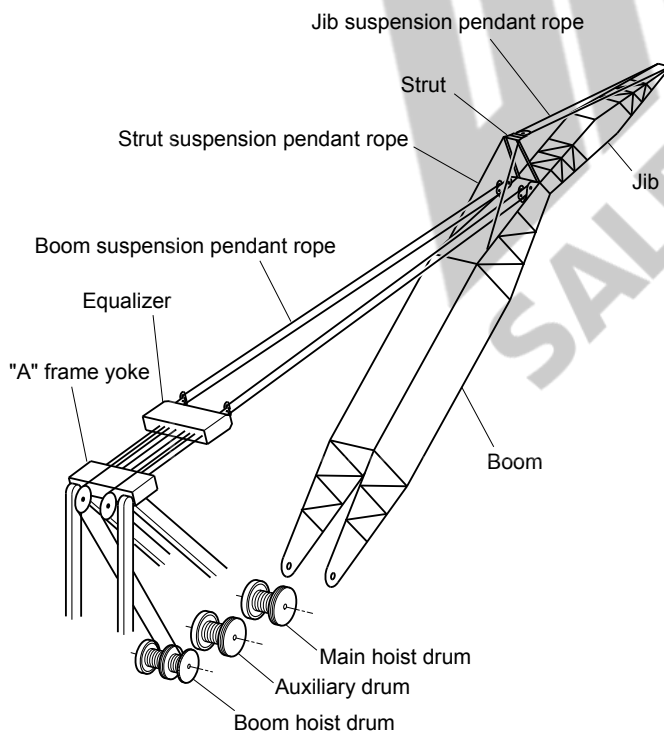 Jib suspension pendant rope
Strut
Strut suspension pendant rope
Jib
Boom suspension pendant rope
Equalizer
"A" frame yoke
Boom
Main hoist drum
Auxiliary drum
Boom hoist drum
SALE